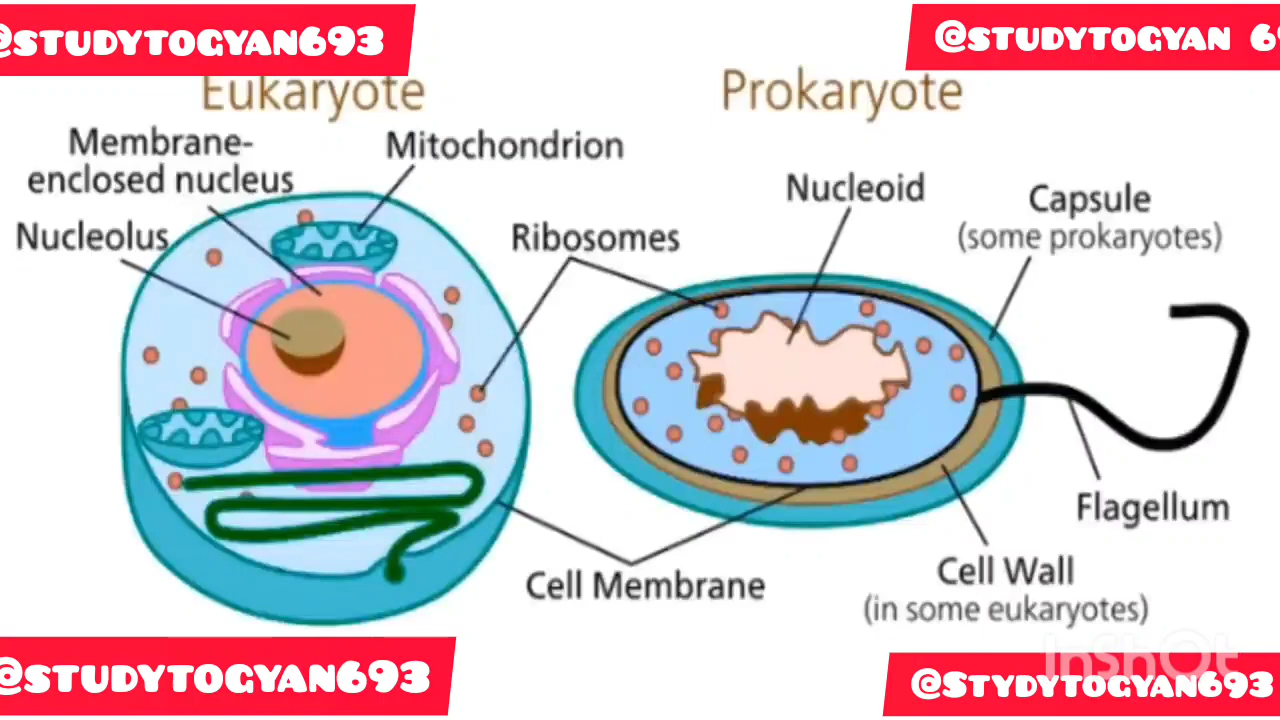 @STUDYTOGYAN693
@STUDYTOGYAN 69
Eukaryote
Prokaryote
Membrane-
enclosed nucleus
Mitochondrion
Nucleolus
Ribosomes
Nucleoid
Capsule
(some prokaryotes)
Flagellum
Cell Membrane
Cell Wall
(in some eukaryotes)
InShOt
@STUDYTOGYAN693
@STYDYTOGYAN693